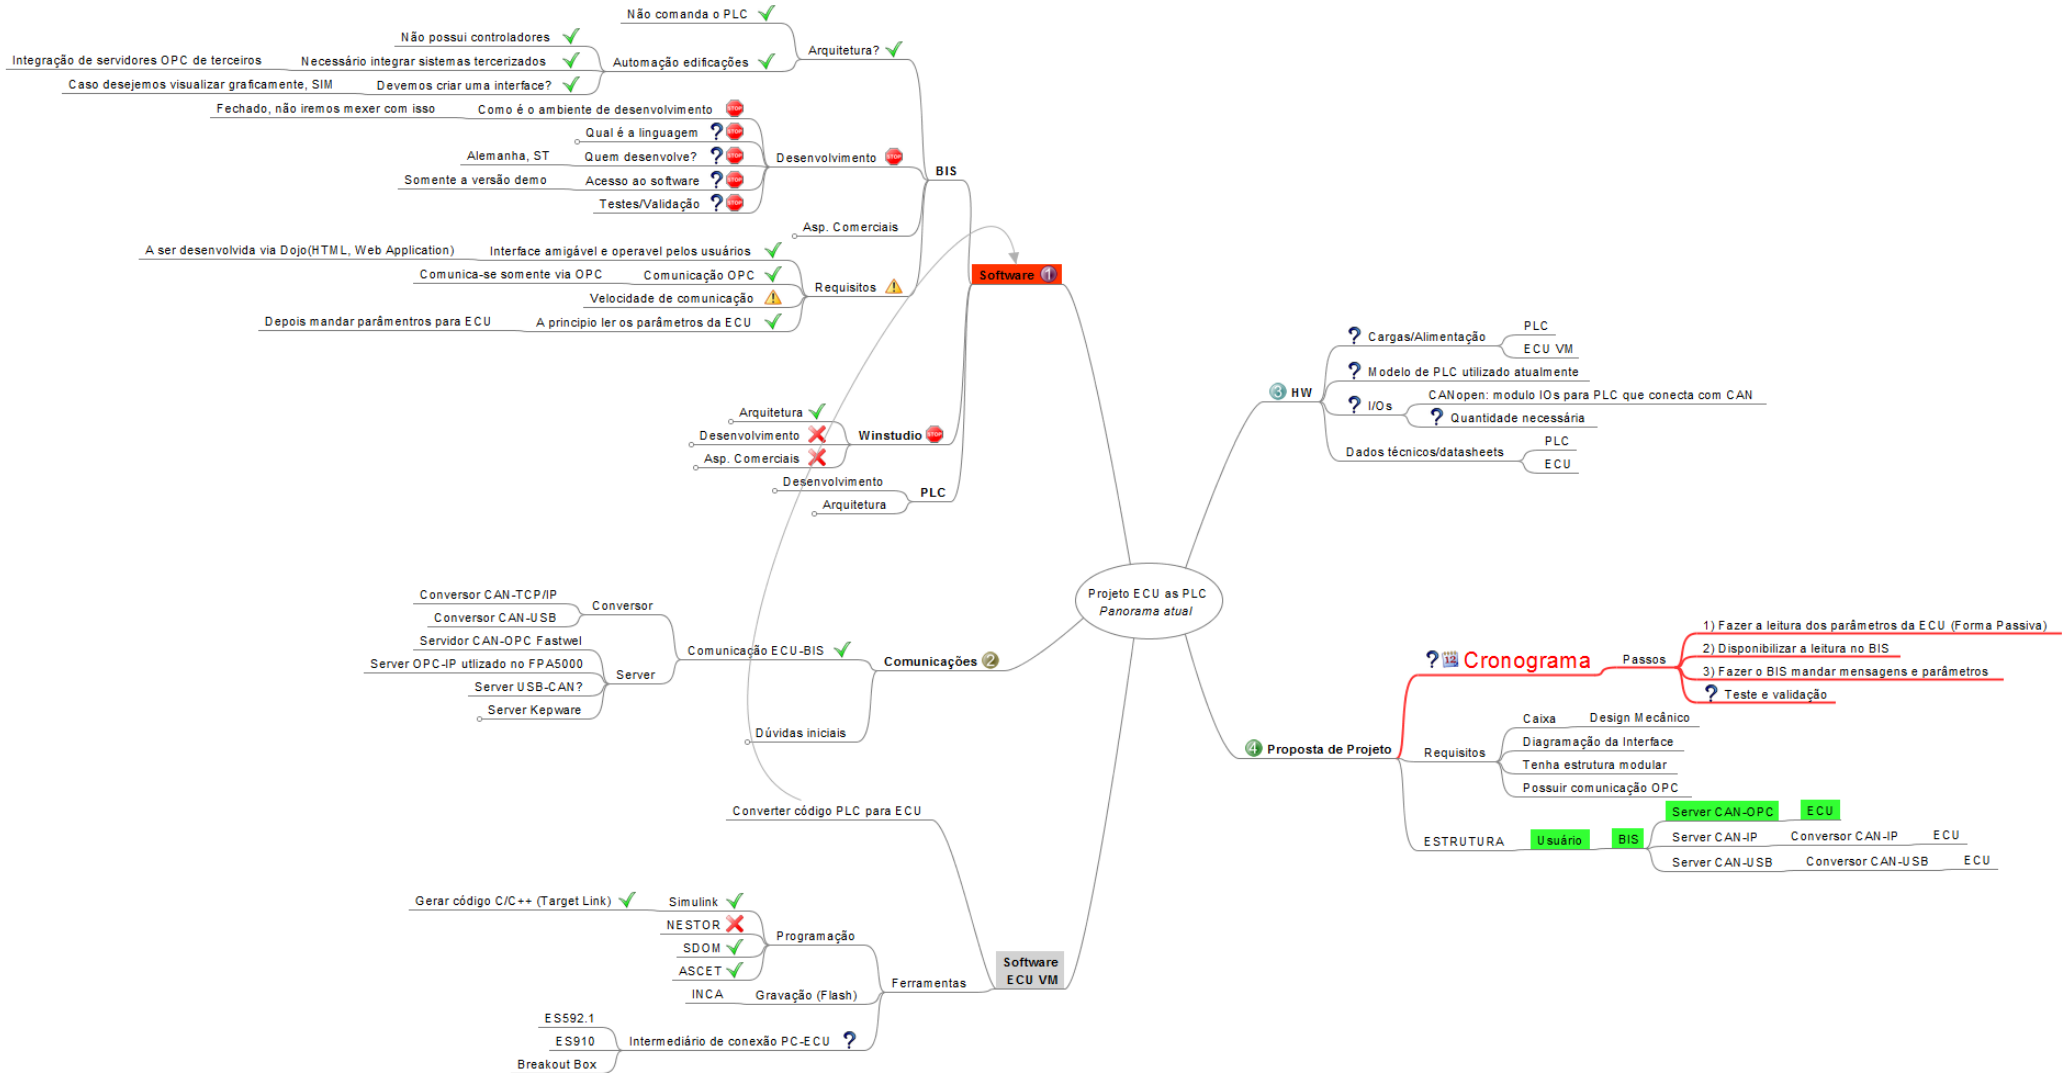 Projeto ECU as PLC
Panorama atual
Software 1
BIS
Arquitetura?
Não comanda o PLC
Automação edificações
Não possui controladores
Necessário integrar sistemas tercerizados
Integração de servidores OPC de terceiros
Devemos criar uma interface?
Caso desejemos visualizar graficamente, SIM
Desenvolvimento
Como é o ambiente de desenvolvimento
Fechado, não iremos mexer com isso
Qual é a linguagem
Quem desenvolve?
Alemanha, ST
Acesso ao software
Somente a versão demo
Testes/Validação
Asp. Comerciais
Requisitos
Interface amigável e operavel pelos usuários
A ser desenvolvida via Dojo(HTML, Web Application)
Comunicação OPC
Comunica-se somente via OPC
Velocidade de comunicação
A principio ler os parâmetros da ECU
Depois mandar parâmentros para ECU
Winstudio
Arquitetura
Desenvolvimento
Asp. Comerciais
PLC
Desenvolvimento
Arquitetura
Comunicações 2
Comunicação ECU-BIS
Conversor
Conversor CAN-TCP/IP
Conversor CAN-USB
Server
Servidor CAN-OPC Fastwel
Server OPC-IP utlizado no FPA5000
Server USB-CAN?
Server Kepware
Dúvidas iniciais
Software
ECU VM
Converter código PLC para ECU
Ferramentas
Programação
Simulink
Gerar código C/C++ (Target Link)
NESTOR
SDOM
ASCET
Gravação (Flash)
INCA
Intermediário de conexão PC-ECU
ES592.1
ES910
Breakout Box
3 HW
Cargas/Alimentação
PLC
ECU VM
Modelo de PLC utilizado atualmente
I/Os
CANopen: modulo IOs para PLC que conecta com CAN
Quantidade necessária
Dados técnicos/datasheets
PLC
ECU
4 Proposta de Projeto
12 Cronograma
Passos
1) Fazer a leitura dos parâmetros da ECU (Forma Passiva)
2) Disponibilizar a leitura no BIS
3) Fazer o BIS mandar mensagens e parâmetros
Teste e validação
Requisitos
Caixa
Design Mecânico
Diagramação da Interface
Tenha estrutura modular
Possuir comunicação OPC
ESTRUTURA
Usuário
BIS
Server CAN-OPC
ECU
Server CAN-IP
Conversor CAN-IP
ECU
Server CAN-USB
Conversor CAN-USB
ECU